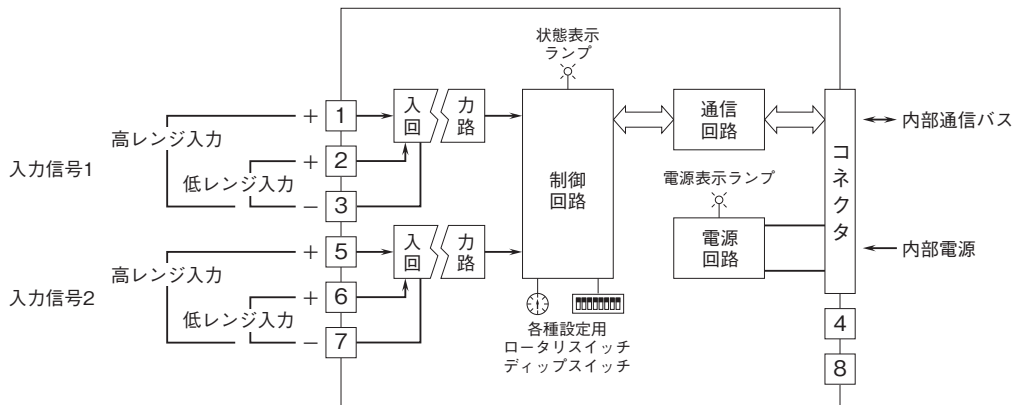 状態表示
ランプ
入力信号1
高レンジ入力
低レンジ入力
+ 1
+ 2
− 3
入 力
回 路
制御
回路
通信
回路
コネクタ
内部通信バス
電源表示ランプ
電源
回路
内部電源
入力信号2
高レンジ入力
低レンジ入力
+ 5
+ 6
− 7
入 力
回 路
各種設定用
ロータリスイッチ
ディップスイッチ
4
8